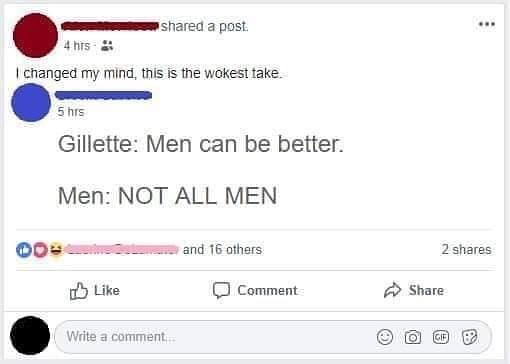 shared a post.
4 hrs
I changed my mind, this is the wokest take.
5 hrs
Gillette: Men can be better.
Men: NOT ALL MEN
and 16 others
2 shares
Like
Comment
Share
Write a comment...
GIF